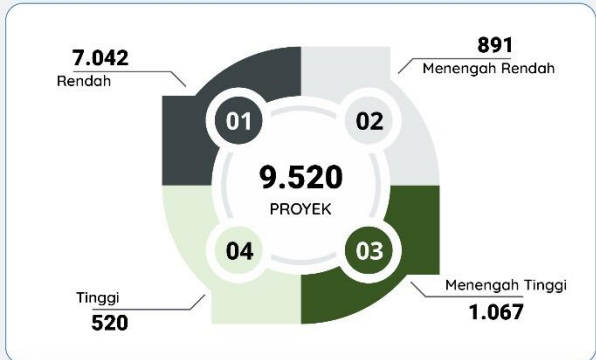 7.042
Rendah
891
Menengah Rendah
01
02
9.520
PROYEK
04
03
Tinggi
520
Menengah Tinggi
1.067